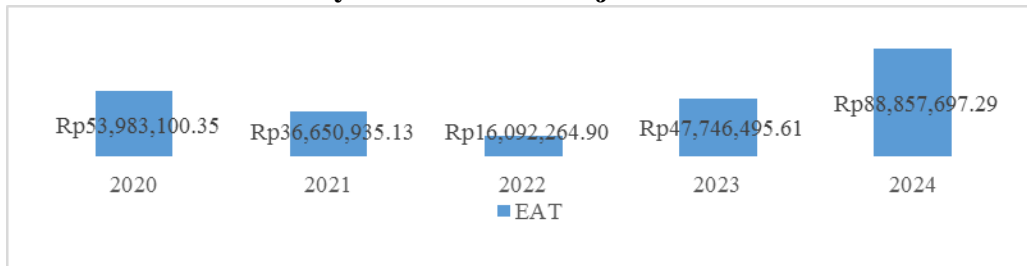 Rp53,983,100.35
Rp36,650,935.13
Rp16,092,264.90
Rp47,746,495.61
Rp88,857,697.29
2020
2021
2022
2023
2024
EAT